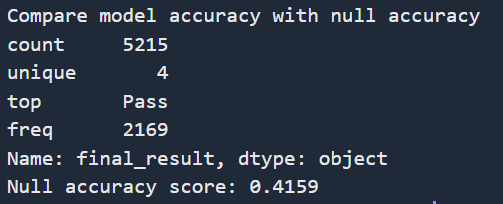 Compare model accuracy with null accuracy
count     5215
unique       4
top       Pass
freq      2169
Name: final_result, dtype: object
Null accuracy score: 0.4159